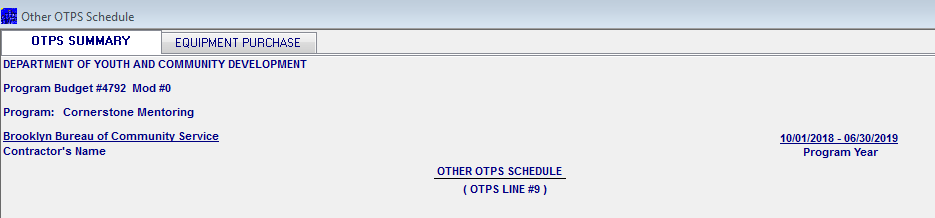 Other OTPS Schedule
OTPS SUMMARY EQUIPMENT PURCHASE
DEPARTMENT OF YOUTH AND COMMUNITY DEVELOPMENT
Program Budget #4792 Mod #0
Program: Cornerstone Mentoring
Brooklyn Bureau of Community Service 10/01/2018 - 06/30/2019
Contractor's Name Program Year
OTHER OTPS SCHEDULE
( OTPS LINE #9 )